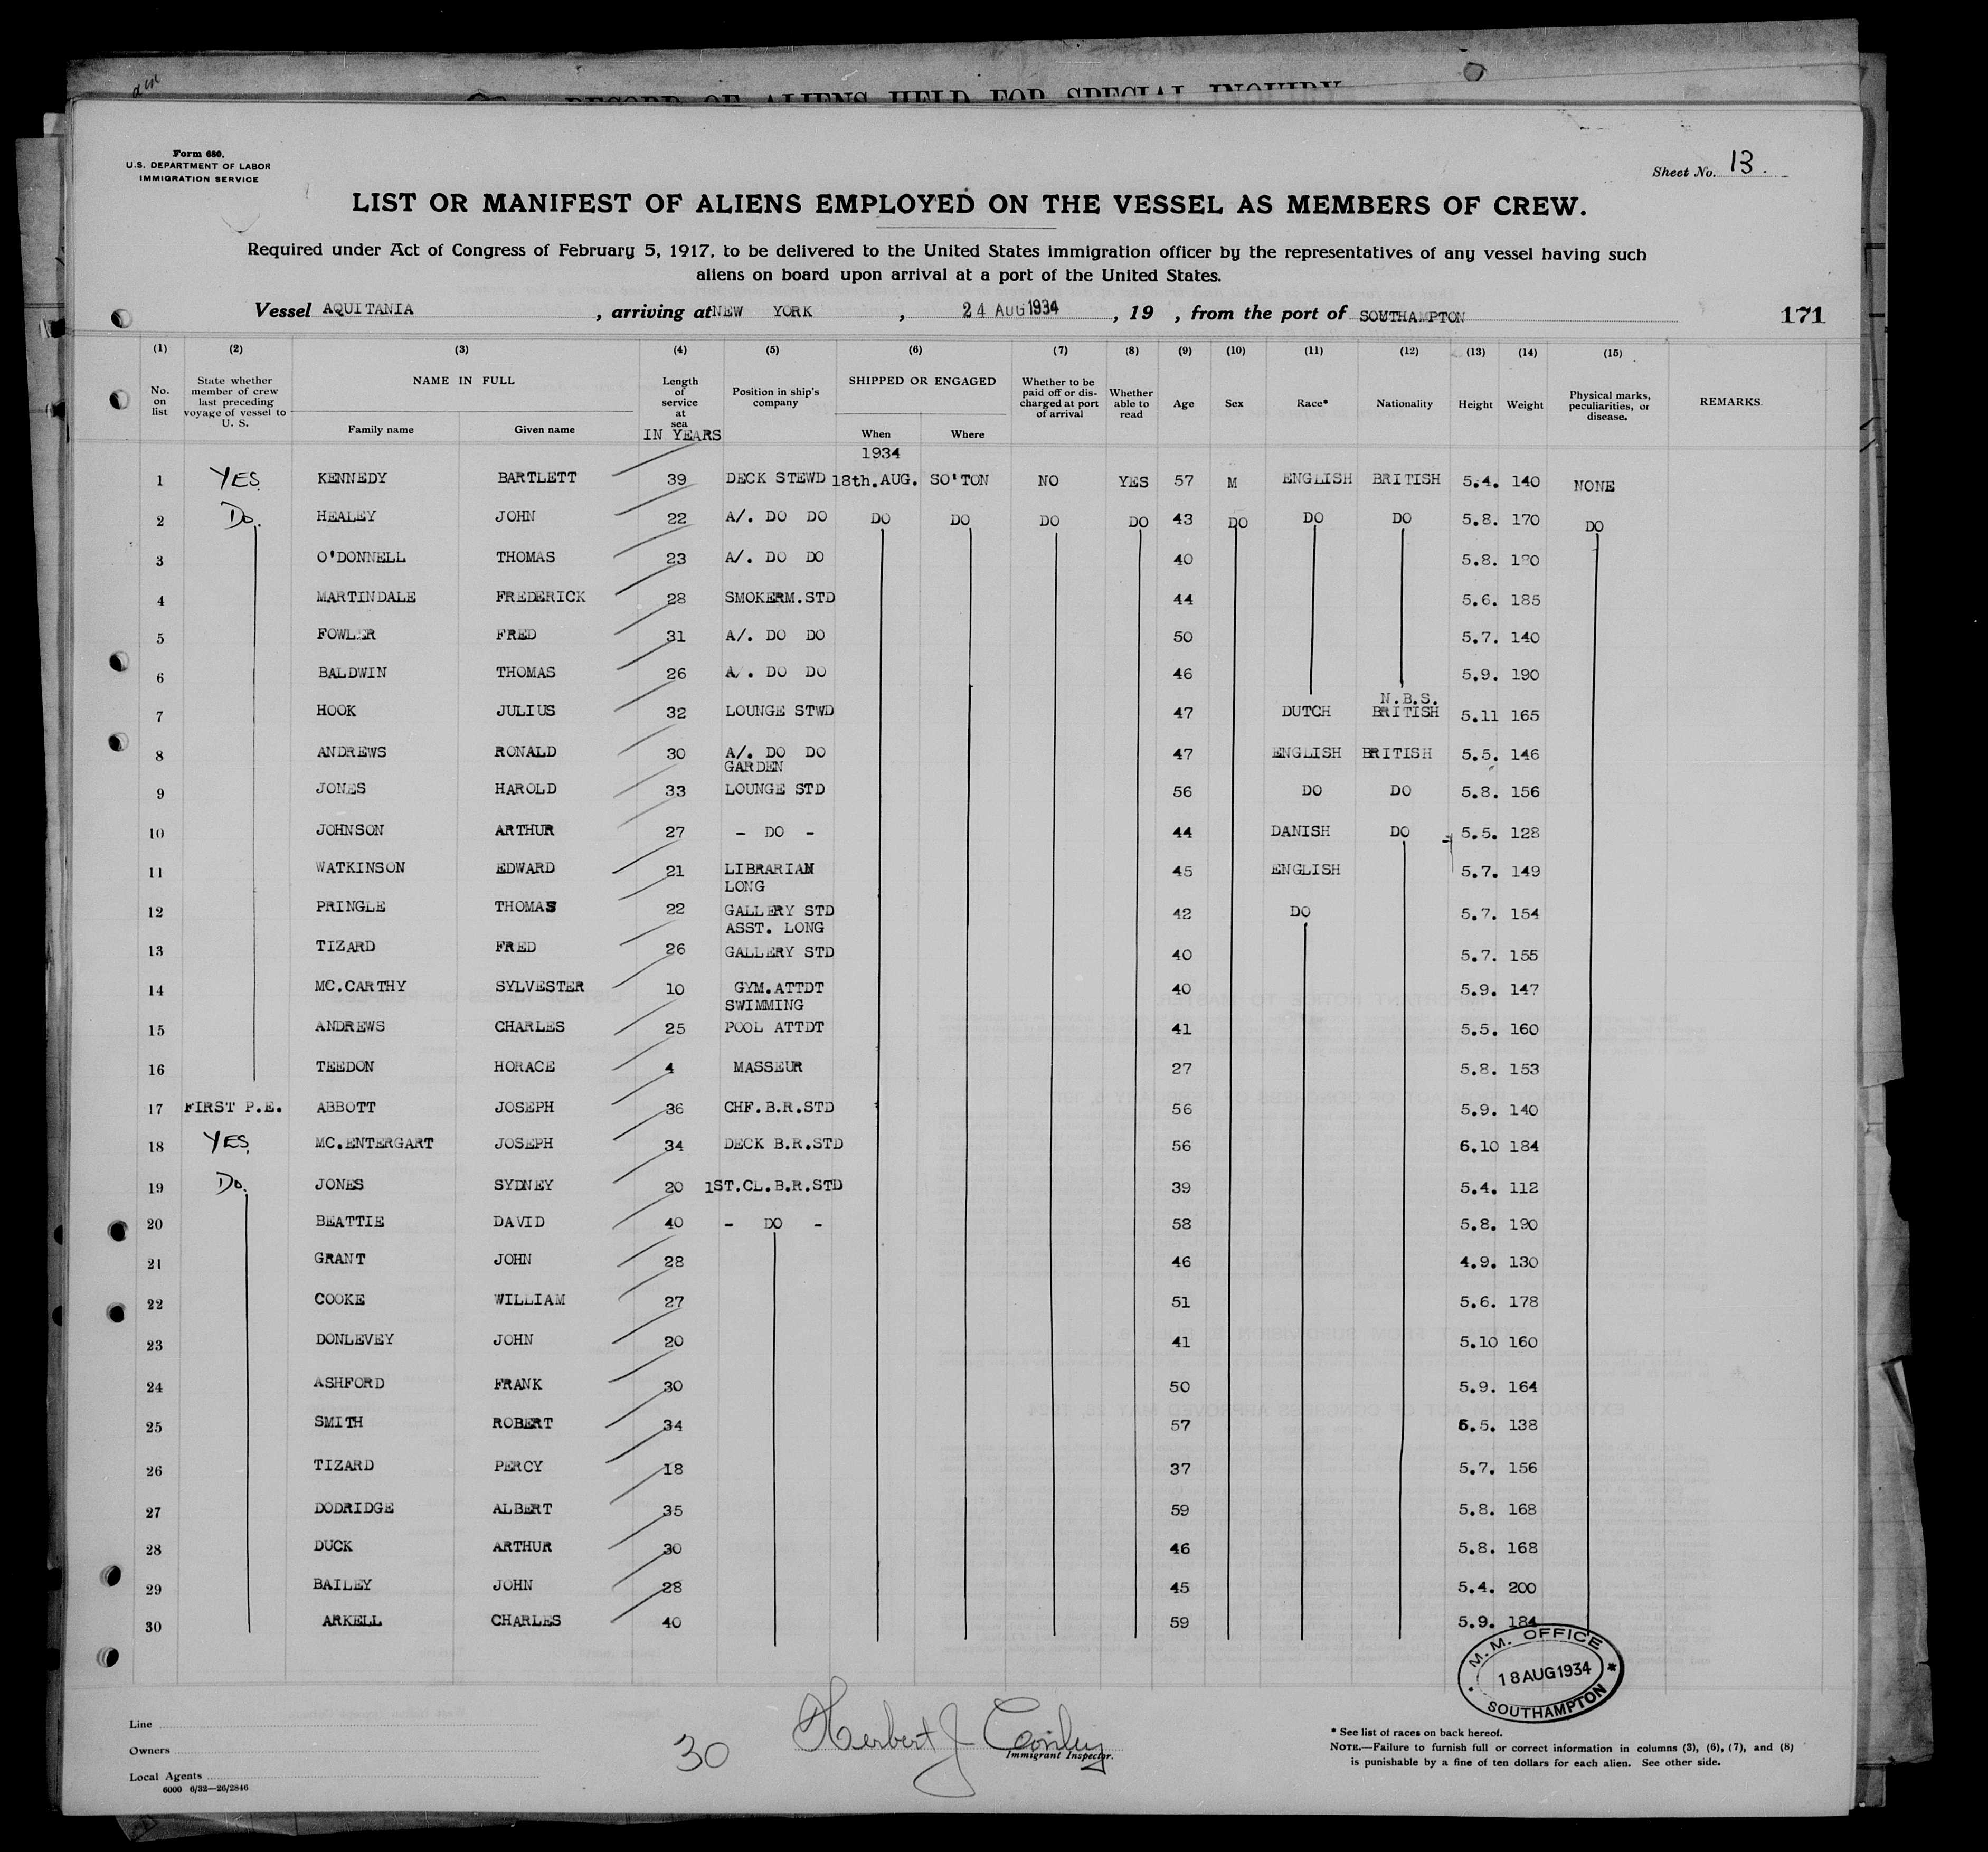 RECORD OF ALIENS HELD FOR SPECIAL INQUIRY
Form 680.
U.S. DEPARTMENT OF LABOR
IMMIGRATION SERVICE
Sheet No. 13.
LIST OR MANIFEST OF ALIENS EMPLOYED ON THE VESSEL AS MEMBERS OF CREW.
Required under Act of Congress of February 5, 1917, to be delivered to the United States immigration officer by the representatives of any vessel having such
aliens on board upon arrival at a port of the United States.
Vessel AQUITANIA, arriving at NEW YORK, 24 AUG 1934, 19 , from the port of SOUTHAMPTON 171
(1) (2) (3) (4) (5) (6) (7) (8) (9) (10) (11) (12) (13) (14) (15)
No. on list State whether member of crew last preceding voyage of vessel to U. S. NAME IN FULL Family name Given name Length of service at sea IN YEARS Position in ship's company SHIPPED OR ENGAGED When Where Whether to be paid off or discharged at port of arrival Whether able to read Age Sex Race* Nationality Height Weight Physical marks, peculiarities, or disease. REMARKS
1934
1 YES KENNEDY BARTLETT 39 DECK STEWD 18th.AUG. SO'TON NO YES 57 M ENGLISH BRITISH 5.4. 140 NONE
2 Do. HEALEY JOHN 22 A/. DO DO DO DO DO DO 43 DO DO DO 5.8. 170 DO
3 O'DONNELL THOMAS 23 A/. DO DO 40 5.8.
4 MARTINDALE FREDERICK 28 SMOKERM.STD 44 5.6. 185
5 FOWLER FRED 31 A/. DO DO 50 5.7. 140
6 BALDWIN THOMAS 26 A/. DO DO 46 5.9. 190
N.B.S.
7 HOOK JULIUS 32 LOUNGE STWD 47 DUTCH BRITISH 5.11 165
8 ANDREWS RONALD 30 A/. DO DO 47 ENGLISH BRITISH 5.5. 146
GARDEN
9 JONES HAROLD 33 LOUNGE STD 56 DO DO 5.8. 156
10 JOHNSON ARTHUR 27 - DO - 44 DANISH DO 5.5. 128
11 WATKINSON EDWARD 21 LIBRARIAN 45 ENGLISH 5.7. 149
LONG
12 PRINGLE THOMAS 22 GALLERY STD 42 DO 5.7. 154
ASST. LONG
13 TIZARD FRED 26 GALLERY STD 40 5.7. 155
14 MC.CARTHY SYLVESTER 10 GYM.ATTDT 40 5.9. 147
SWIMMING
15 ANDREWS CHARLES 25 POOL ATTDT 41 5.5. 160
16 TEEDON HORACE 4 MASSEUR 27 5.8. 153
17 FIRST P.E. ABBOTT JOSEPH 36 CHF.B.R.STD 56 5.9. 140
18 YES MC.ENTERGART JOSEPH 34 DECK B.R.STD 56 6.10 184
19 Do. JONES SYDNEY 20 1ST.CL.B.R.STD 39 5.4. 112
20 BEATTIE DAVID 40 - DO - 58 5.8. 190
21 GRANT JOHN 28 46 4.9. 130
22 COOKE WILLIAM 27 51 5.6. 178
23 DONLEVEY JOHN 20 41 5.10 160
24 ASHFORD FRANK 30 50 5.9. 164
25 SMITH ROBERT 34 57 5.5. 138
26 TIZARD PERCY 18 37 5.7. 156
27 DODRIDGE ALBERT 35 59 5.8. 168
28 DUCK ARTHUR 30 46 5.8. 168
29 BAILEY JOHN 28 45 5.4. 200
30 ARKELL CHARLES 40 59 5.9. 184
M.M. OFFICE
18 AUG 1934
SOUTHAMPTON
Line
Owners
Local Agents
6000 6/32—26/2846
30
Herbert J Conley
Immigrant Inspector.
* See list of races on back hereof.
NOTE.—Failure to furnish full or correct information in columns (3), (6), (7), and (8)
is punishable by a fine of ten dollars for each alien. See other side.